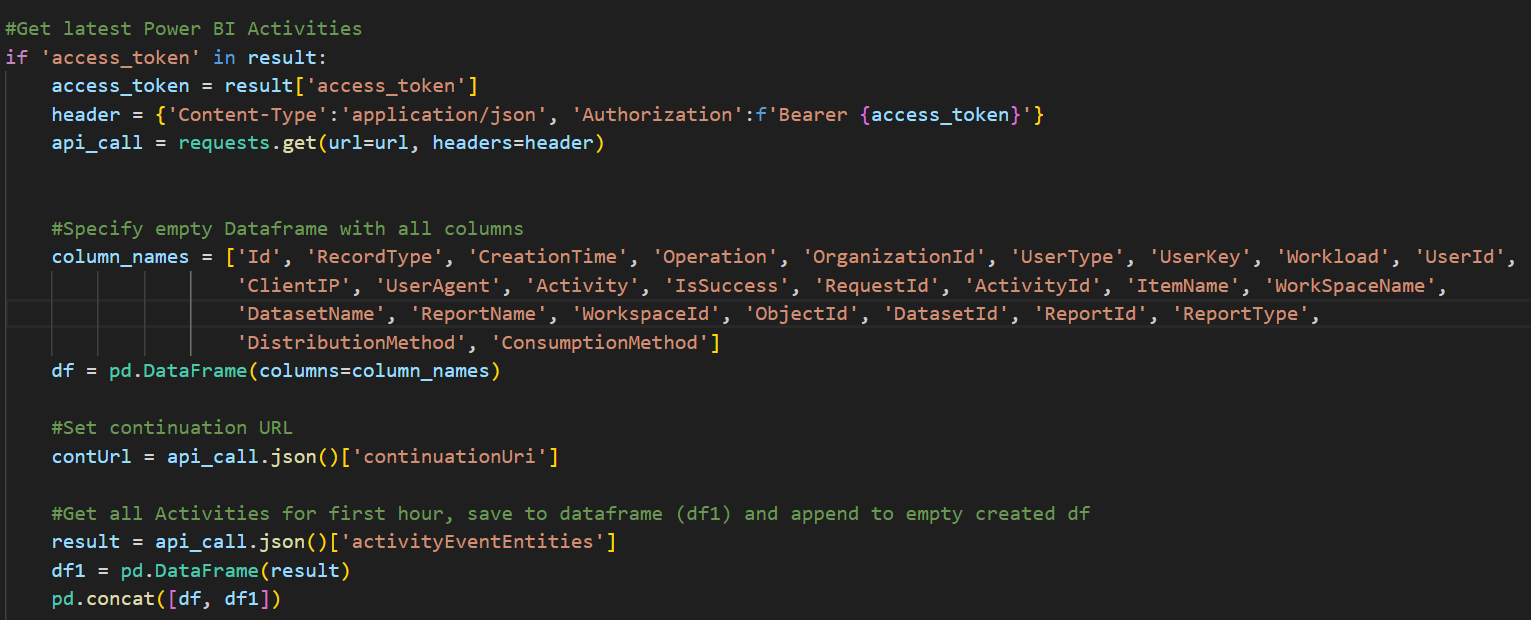 #Get latest Power BI Activities
if 'access_token' in result:
    access_token = result['access_token']
    header = {'Content-Type':'application/json', 'Authorization':f'Bearer {access_token}'}
    api_call = requests.get(url=url, headers=header)
    #Specify empty Dataframe with all columns
    column_names = ['Id', 'RecordType', 'CreationTime', 'Operation', 'OrganizationId', 'UserType', 'UserKey', 'Workload', 'UserId',
                    'ClientIP', 'UserAgent', 'Activity', 'IsSuccess', 'RequestId', 'ActivityId', 'ItemName', 'WorkSpaceName',
                    'DatasetName', 'ReportName', 'WorkspaceId', 'ObjectId', 'DatasetId', 'ReportId', 'ReportType',
                    'DistributionMethod', 'ConsumptionMethod']
    df = pd.DataFrame(columns=column_names)
    #Set continuation URL
    contUrl = api_call.json()['continuationUri']
    #Get all Activities for first hour, save to dataframe (df1) and append to empty created df
    result = api_call.json()['activityEventEntities']
    df1 = pd.DataFrame(result)
    pd.concat([df, df1])